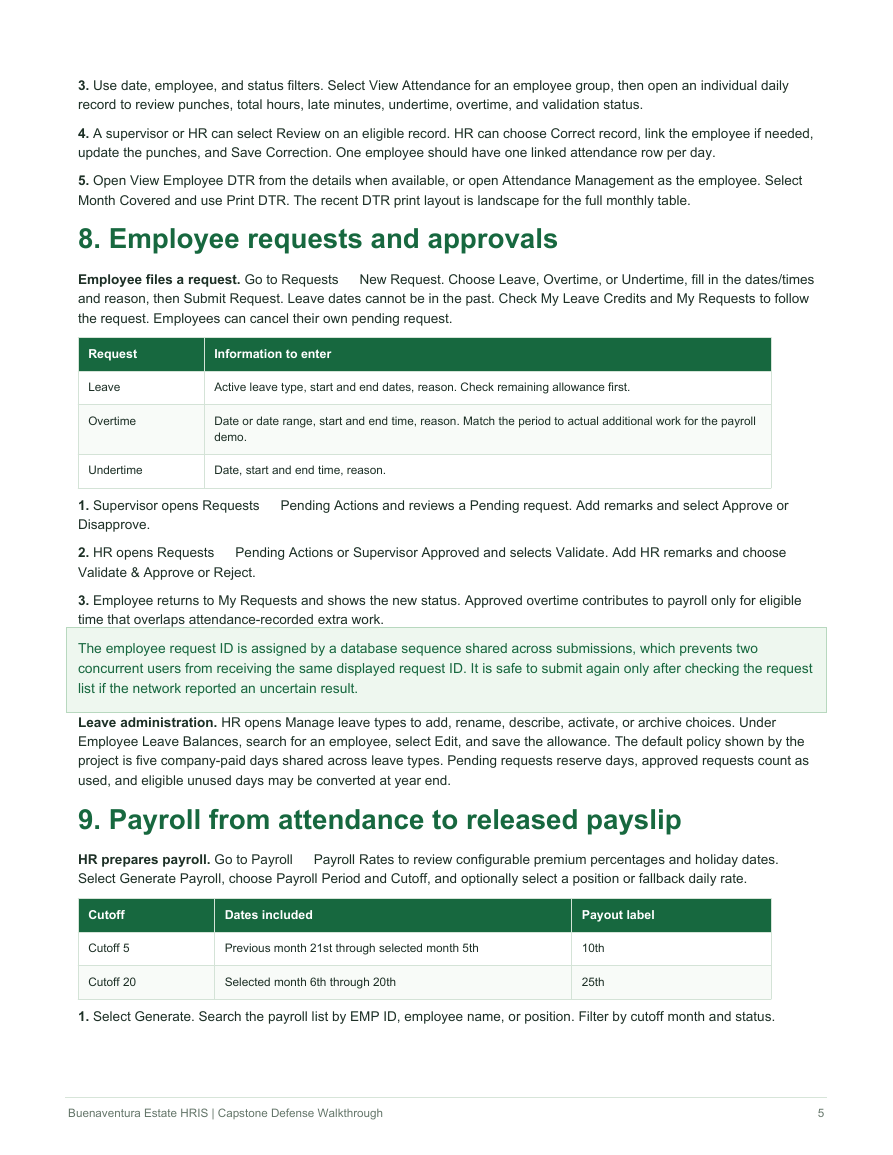 3. Use date, employee, and status filters. Select View Attendance for an employee group, then open an individual daily
record to review punches, total hours, late minutes, undertime, overtime, and validation status.
4. A supervisor or HR can select Review on an eligible record. HR can choose Correct record, link the employee if needed,
update the punches, and Save Correction. One employee should have one linked attendance row per day.
5. Open View Employee DTR from the details when available, or open Attendance Management as the employee. Select
Month Covered and use Print DTR. The recent DTR print layout is landscape for the full monthly table.
8. Employee requests and approvals
Employee files a request. Go to Requests New Request. Choose Leave, Overtime, or Undertime, fill in the dates/times
and reason, then Submit Request. Leave dates cannot be in the past. Check My Leave Credits and My Requests to follow
the request. Employees can cancel their own pending request.
Request Information to enter
Leave Active leave type, start and end dates, reason. Check remaining allowance first.
Overtime Date or date range, start and end time, reason. Match the period to actual additional work for the payroll
demo.
Undertime Date, start and end time, reason.
1. Supervisor opens Requests Pending Actions and reviews a Pending request. Add remarks and select Approve or
Disapprove.
2. HR opens Requests Pending Actions or Supervisor Approved and selects Validate. Add HR remarks and choose
Validate & Approve or Reject.
3. Employee returns to My Requests and shows the new status. Approved overtime contributes to payroll only for eligible
time that overlaps attendance-recorded extra work.
The employee request ID is assigned by a database sequence shared across submissions, which prevents two
concurrent users from receiving the same displayed request ID. It is safe to submit again only after checking the request
list if the network reported an uncertain result.
Leave administration. HR opens Manage leave types to add, rename, describe, activate, or archive choices. Under
Employee Leave Balances, search for an employee, select Edit, and save the allowance. The default policy shown by the
project is five company-paid days shared across leave types. Pending requests reserve days, approved requests count as
used, and eligible unused days may be converted at year end.
9. Payroll from attendance to released payslip
HR prepares payroll. Go to Payroll Payroll Rates to review configurable premium percentages and holiday dates.
Select Generate Payroll, choose Payroll Period and Cutoff, and optionally select a position or fallback daily rate.
Cutoff Dates included Payout label
Cutoff 5 Previous month 21st through selected month 5th 10th
Cutoff 20 Selected month 6th through 20th 25th
1. Select Generate. Search the payroll list by EMP ID, employee name, or position. Filter by cutoff month and status.
Buenaventura Estate HRIS | Capstone Defense Walkthrough 5